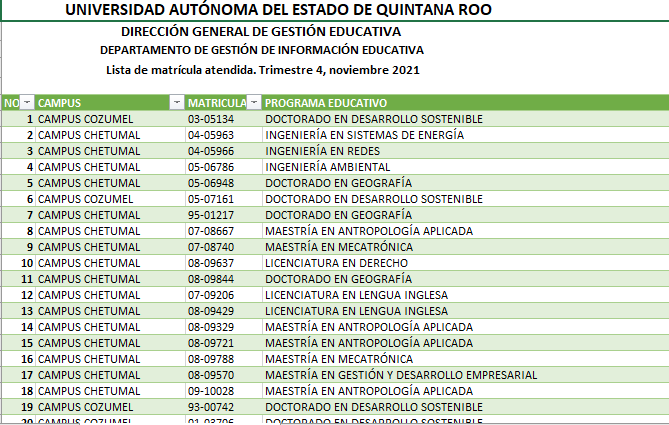 UNIVERSIDAD AUTÓNOMA DEL ESTADO DE QUINTANA ROO
DIRECCIÓN GENERAL DE GESTIÓN EDUCATIVA
DEPARTAMENTO DE GESTIÓN DE INFORMACIÓN EDUCATIVA
Lista de matrícula atendida. Trimestre 4, noviembre 2021
NO CAMPUS MATRICULA PROGRAMA EDUCATIVO
1 CAMPUS COZUMEL 03-05134 DOCTORADO EN DESARROLLO SOSTENIBLE
2 CAMPUS CHETUMAL 04-05963 INGENIERÍA EN SISTEMAS DE ENERGÍA
3 CAMPUS CHETUMAL 04-05966 INGENIERÍA EN REDES
4 CAMPUS CHETUMAL 05-06786 INGENIERÍA AMBIENTAL
5 CAMPUS CHETUMAL 05-06948 DOCTORADO EN GEOGRAFÍA
6 CAMPUS COZUMEL 05-07161 DOCTORADO EN DESARROLLO SOSTENIBLE
7 CAMPUS CHETUMAL 95-01217 DOCTORADO EN GEOGRAFÍA
8 CAMPUS CHETUMAL 07-08667 MAESTRÍA EN ANTROPOLOGÍA APLICADA
9 CAMPUS CHETUMAL 07-08740 MAESTRÍA EN MECATRÓNICA
10 CAMPUS CHETUMAL 08-09637 LICENCIATURA EN DERECHO
11 CAMPUS CHETUMAL 08-09844 DOCTORADO EN GEOGRAFÍA
12 CAMPUS CHETUMAL 07-09206 LICENCIATURA EN LENGUA INGLESA
13 CAMPUS CHETUMAL 08-09429 LICENCIATURA EN LENGUA INGLESA
14 CAMPUS CHETUMAL 08-09329 MAESTRÍA EN ANTROPOLOGÍA APLICADA
15 CAMPUS CHETUMAL 08-09721 MAESTRÍA EN ANTROPOLOGÍA APLICADA
16 CAMPUS CHETUMAL 08-09788 MAESTRÍA EN MECATRÓNICA
17 CAMPUS CHETUMAL 08-09570 MAESTRÍA EN GESTIÓN Y DESARROLLO EMPRESARIAL
18 CAMPUS CHETUMAL 09-10028 MAESTRÍA EN ANTROPOLOGÍA APLICADA
19 CAMPUS COZUMEL 93-00742 DOCTORADO EN DESARROLLO SOSTENIBLE
20 CAMPUS COZUMEL DOCTORADO EN DESARROLLO SOSTENIBLE